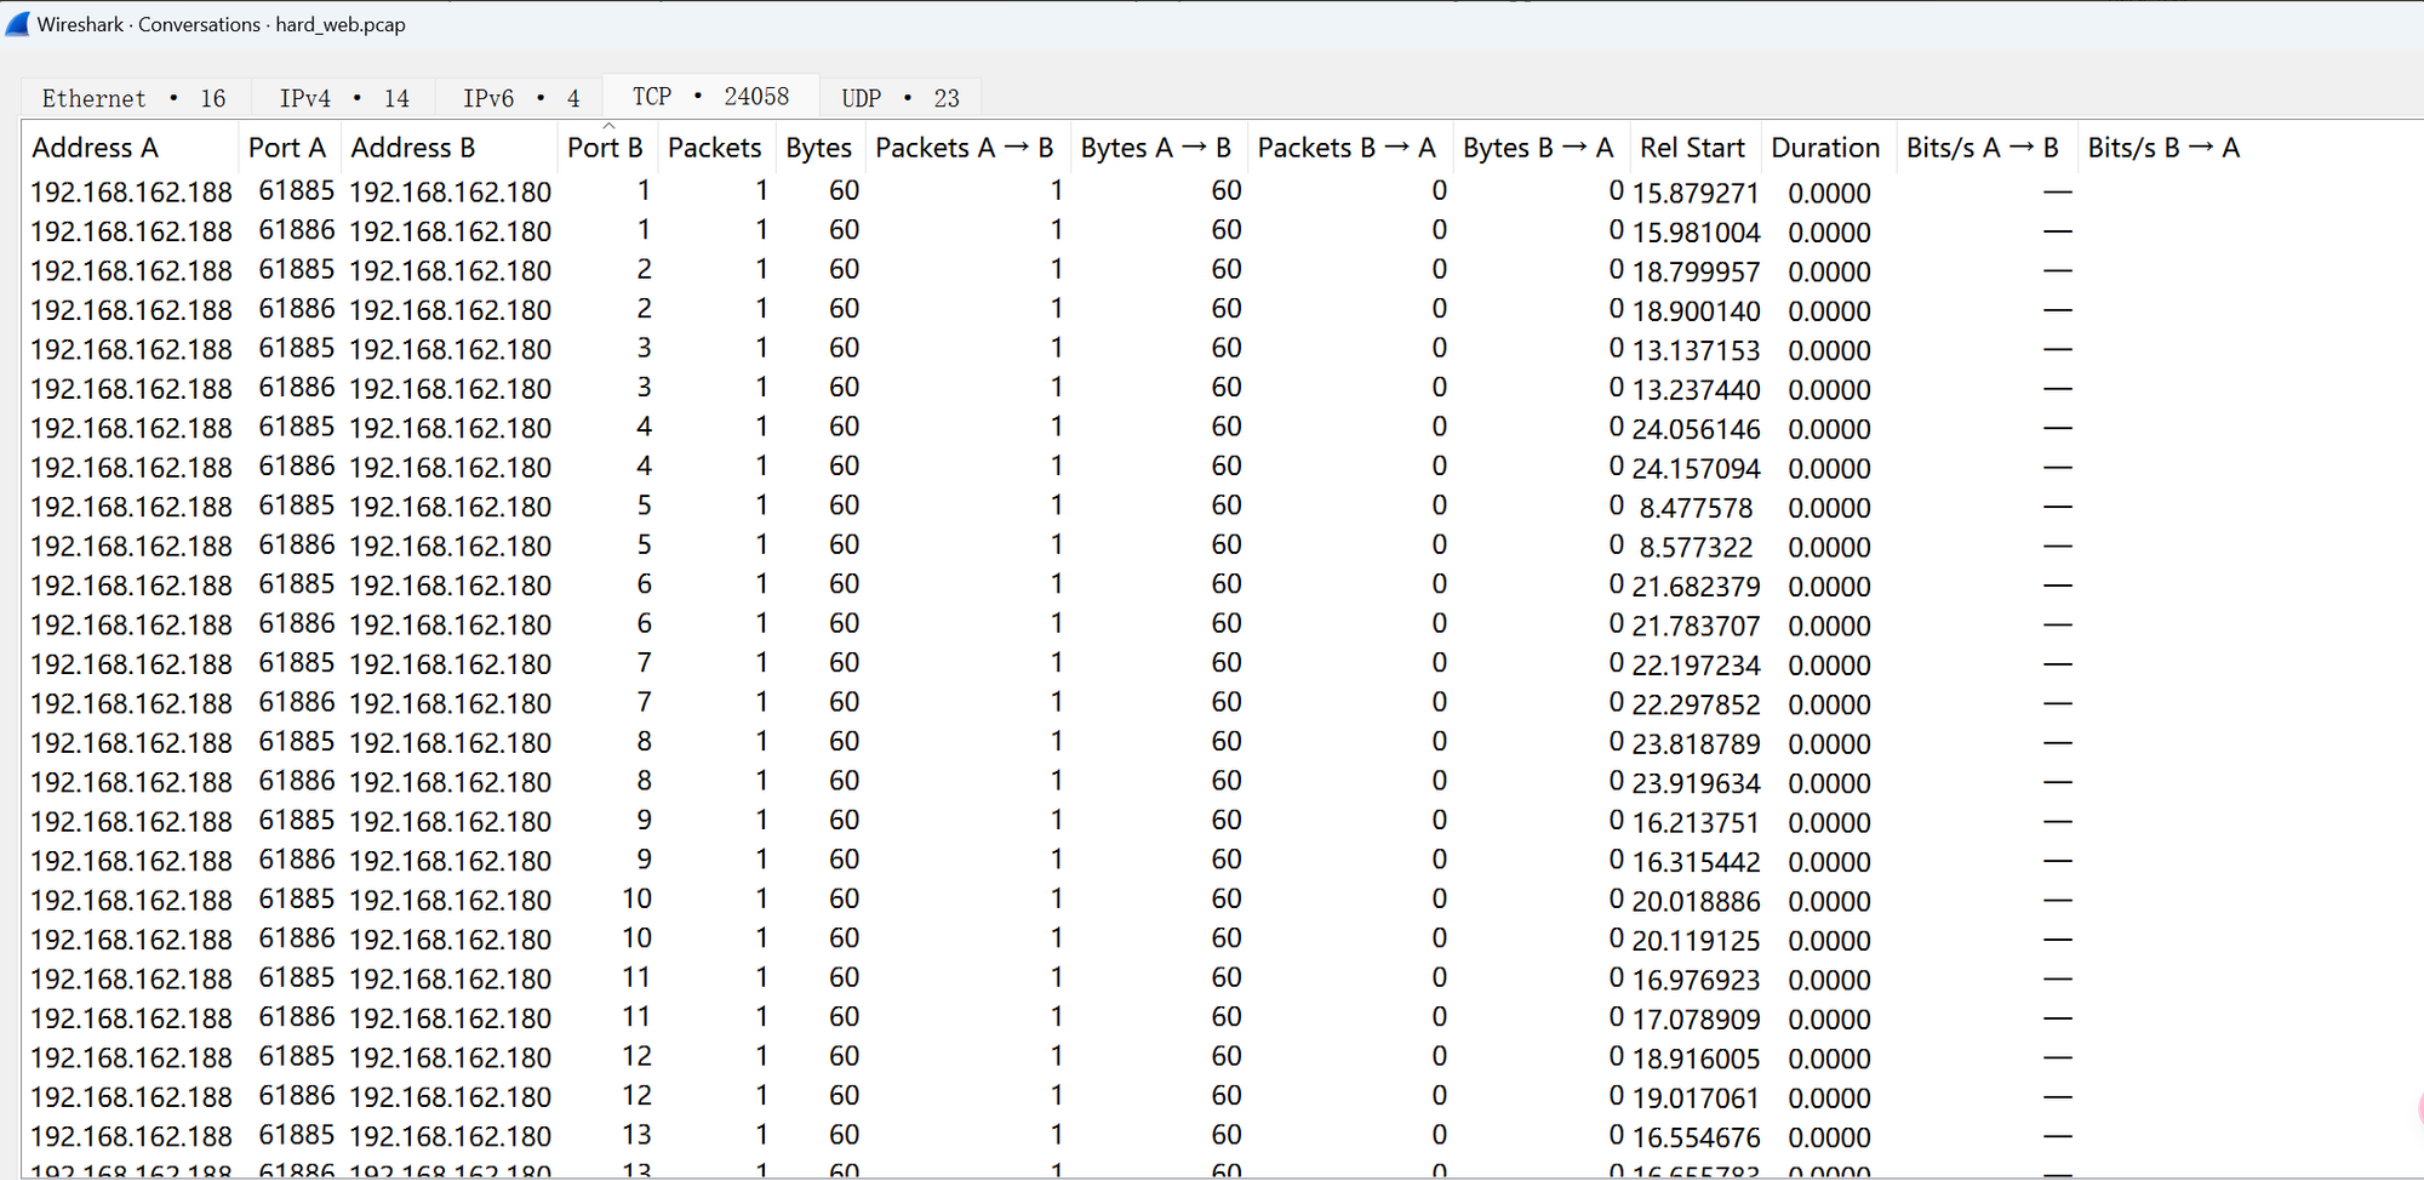 Wireshark · Conversations · hard_web.pcap
Ethernet • 16 IPv4 • 14 IPv6 • 4 TCP • 24058 UDP • 23
Address A Port A Address B Port B Packets Bytes Packets A → B Bytes A → B Packets B → A Bytes B → A Rel Start Duration Bits/s A → B Bits/s B → A
192.168.162.188 61885 192.168.162.180 1 1 60 1 60 0 0 15.879271 0.0000 —
192.168.162.188 61886 192.168.162.180 1 1 60 1 60 0 0 15.981004 0.0000 —
192.168.162.188 61885 192.168.162.180 2 1 60 1 60 0 0 18.799957 0.0000 —
192.168.162.188 61886 192.168.162.180 2 1 60 1 60 0 0 18.900140 0.0000 —
192.168.162.188 61885 192.168.162.180 3 1 60 1 60 0 0 13.137153 0.0000 —
192.168.162.188 61886 192.168.162.180 3 1 60 1 60 0 0 13.237440 0.0000 —
192.168.162.188 61885 192.168.162.180 4 1 60 1 60 0 0 24.056146 0.0000 —
192.168.162.188 61886 192.168.162.180 4 1 60 1 60 0 0 24.157094 0.0000 —
192.168.162.188 61885 192.168.162.180 5 1 60 1 60 0 0 8.477578 0.0000 —
192.168.162.188 61886 192.168.162.180 5 1 60 1 60 0 0 8.577322 0.0000 —
192.168.162.188 61885 192.168.162.180 6 1 60 1 60 0 0 21.682379 0.0000 —
192.168.162.188 61886 192.168.162.180 6 1 60 1 60 0 0 21.783707 0.0000 —
192.168.162.188 61885 192.168.162.180 7 1 60 1 60 0 0 22.197234 0.0000 —
192.168.162.188 61886 192.168.162.180 7 1 60 1 60 0 0 22.297852 0.0000 —
192.168.162.188 61885 192.168.162.180 8 1 60 1 60 0 0 23.818789 0.0000 —
192.168.162.188 61886 192.168.162.180 8 1 60 1 60 0 0 23.919634 0.0000 —
192.168.162.188 61885 192.168.162.180 9 1 60 1 60 0 0 16.213751 0.0000 —
192.168.162.188 61886 192.168.162.180 9 1 60 1 60 0 0 16.315442 0.0000 —
192.168.162.188 61885 192.168.162.180 10 1 60 1 60 0 0 20.018886 0.0000 —
192.168.162.188 61886 192.168.162.180 10 1 60 1 60 0 0 20.119125 0.0000 —
192.168.162.188 61885 192.168.162.180 11 1 60 1 60 0 0 16.976923 0.0000 —
192.168.162.188 61886 192.168.162.180 11 1 60 1 60 0 0 17.078909 0.0000 —
192.168.162.188 61885 192.168.162.180 12 1 60 1 60 0 0 18.916005 0.0000 —
192.168.162.188 61886 192.168.162.180 12 1 60 1 60 0 0 19.017061 0.0000 —
192.168.162.188 61885 192.168.162.180 13 1 60 1 60 0 0 16.554676 0.0000 —
192.168.162.188 61886 192.168.162.180 13 1 60 1 60 0 0 0.0000 —